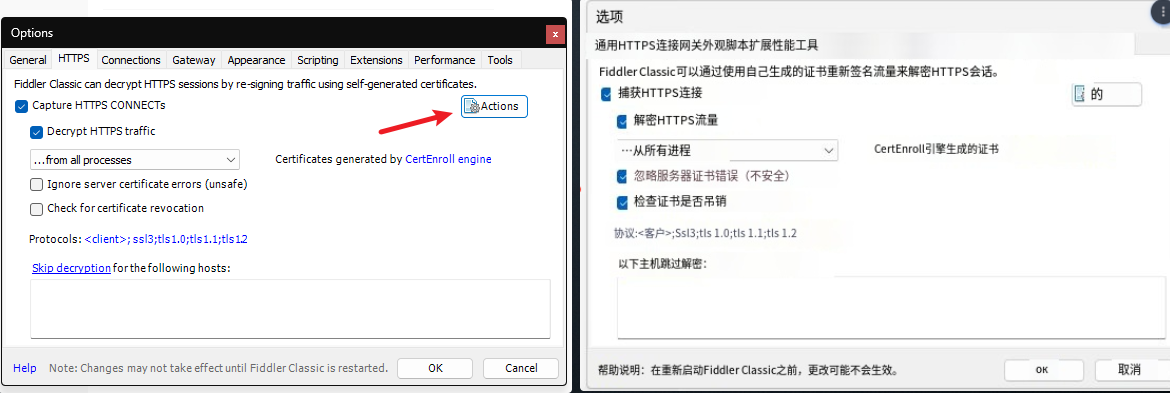 Options
x
General HTTPS Connections Gateway Appearance Scripting Extensions Performance Tools
Fiddler Classic can decrypt HTTPS sessions by re-signing traffic using self-generated certificates.
Capture HTTPS CONNECTs
Actions
Decrypt HTTPS traffic
...from all processes
Certificates generated by CertEnroll engine
Ignore server certificate errors (unsafe)
Check for certificate revocation
Protocols: <client>; ssl3;tls1.0;tls1.1;tls1.2
Skip decryption for the following hosts:
Help
Note: Changes may not take effect until Fiddler Classic is restarted.
OK
Cancel
选项
通用HTTPS连接网关外观脚本扩展性能工具
Fiddler Classic可以通过使用自己生成的证书重新签名流量来解密HTTPS会话。
捕获HTTPS连接
的
解密HTTPS流量
…从所有进程
CertEnroll引擎生成的证书
忽略服务器证书错误（不安全）
检查证书是否吊销
协议:<客户>;Ssl3;tls 1.0;tls 1.1;tls 1.2
以下主机跳过解密：
帮助说明：在重新启动Fiddler Classic之前，更改可能不会生效。
OK
取消